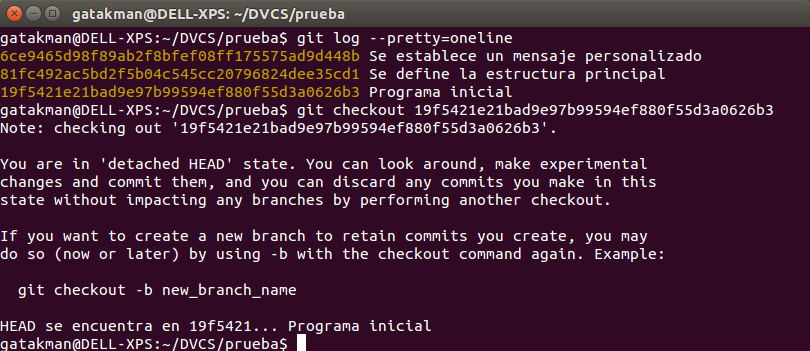 gatakman@DELL-XPS: ~/DVCS/prueba
gatakman@DELL-XPS:~/DVCS/prueba$ git log --pretty=oneline
6ce9465d98f89ab2f8bfef08ff175575ad9d448b Se establece un mensaje personalizado
81fc492ac5bd2f5b04c545cc20796824dee35cd1 Se define la estructura principal
19f5421e21bad9e97b99594ef880f55d3a0626b3 Programa inicial
gatakman@DELL-XPS:~/DVCS/prueba$ git checkout 19f5421e21bad9e97b99594ef880f55d3a0626b3
Note: checking out '19f5421e21bad9e97b99594ef880f55d3a0626b3'.
You are in 'detached HEAD' state. You can look around, make experimental
changes and commit them, and you can discard any commits you make in this
state without impacting any branches by performing another checkout.
If you want to create a new branch to retain commits you create, you may
do so (now or later) by using -b with the checkout command again. Example:
git checkout -b new_branch_name
HEAD se encuentra en 19f5421... Programa inicial
gatakman@DELL-XPS:~/DVCS/prueba$